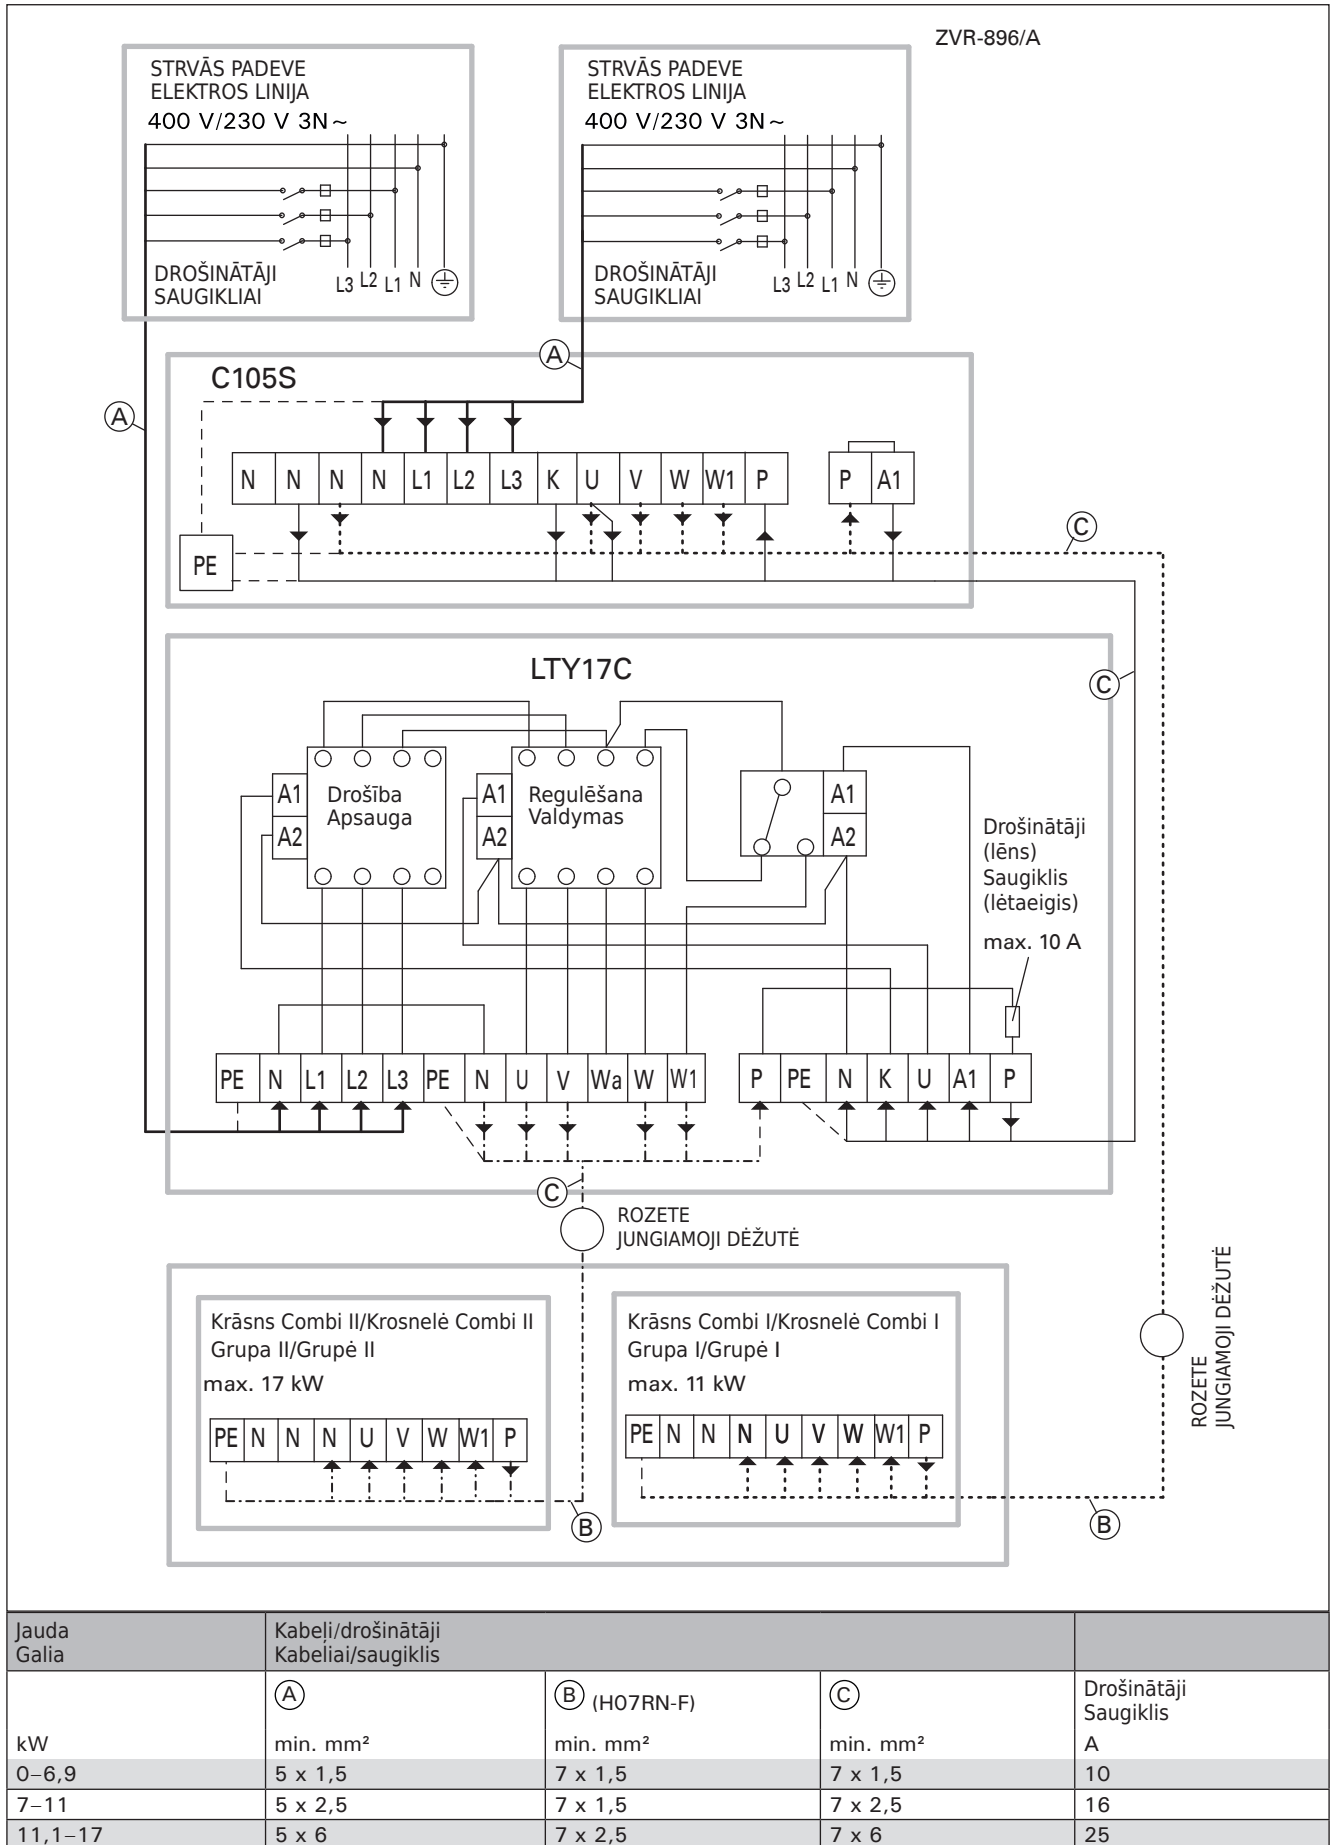 ZVR-896/A
STRVĀS PADEVE
ELEKTROS LINIJA
400 V/230 V 3N~
DROŠINĀTĀJI
SAUGIKLIAI
L3 L2 L1 N
STRVĀS PADEVE
ELEKTROS LINIJA
400 V/230 V 3N~
DROŠINĀTĀJI
SAUGIKLIAI
L3 L2 L1 N
A
A
C105S
N N N N L1 L2 L3 K U V W W1 P
P A1
PE
C
LTY17C
C
A1
A2
Drošība
Apsauga
A1
A2
Regulēšana
Valdymas
A1
A2
Drošinātāji
(lēns)
Saugiklis
(lėtaeigis)
max. 10 A
PE N L1 L2 L3 PE N U V Wa W W1
P PE N K U A1 P
C
ROZETE
JUNGIAMOJI DĖŽUTĖ
ROZETE
JUNGIAMOJI DĖŽUTĖ
Krāsns Combi II/Krosnelė Combi II
Grupa II/Grupė II
max. 17 kW
PE N N N U V W W1 P
B
Krāsns Combi I/Krosnelė Combi I
Grupa I/Grupė I
max. 11 kW
PE N N N U V W W1 P
B
Jauda
Galia
Kabeļi/drošinātāji
Kabeliai/saugiklis
A
B (H07RN-F)
C
Drošinātāji
Saugiklis
kW min. mm² min. mm² min. mm² A
0–6,9 5 x 1,5 7 x 1,5 7 x 1,5 10
7–11 5 x 2,5 7 x 1,5 7 x 2,5 16
11,1–17 5 x 6 7 x 2,5 7 x 6 25